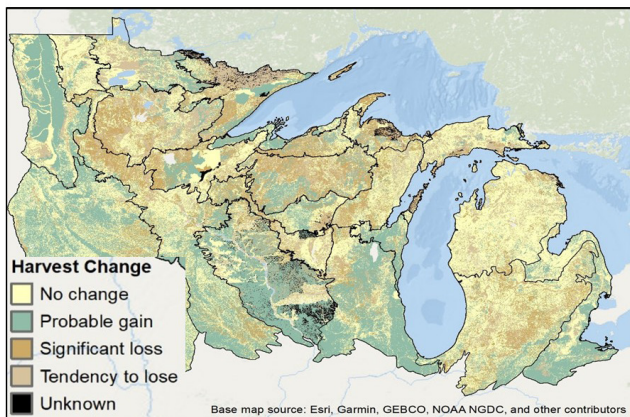 Harvest Change
No change
Probable gain
Significant loss
Tendency to lose
Unknown
Base map source: Esri, Garmin, GEBCO, NOAA NGDC, and other contributors